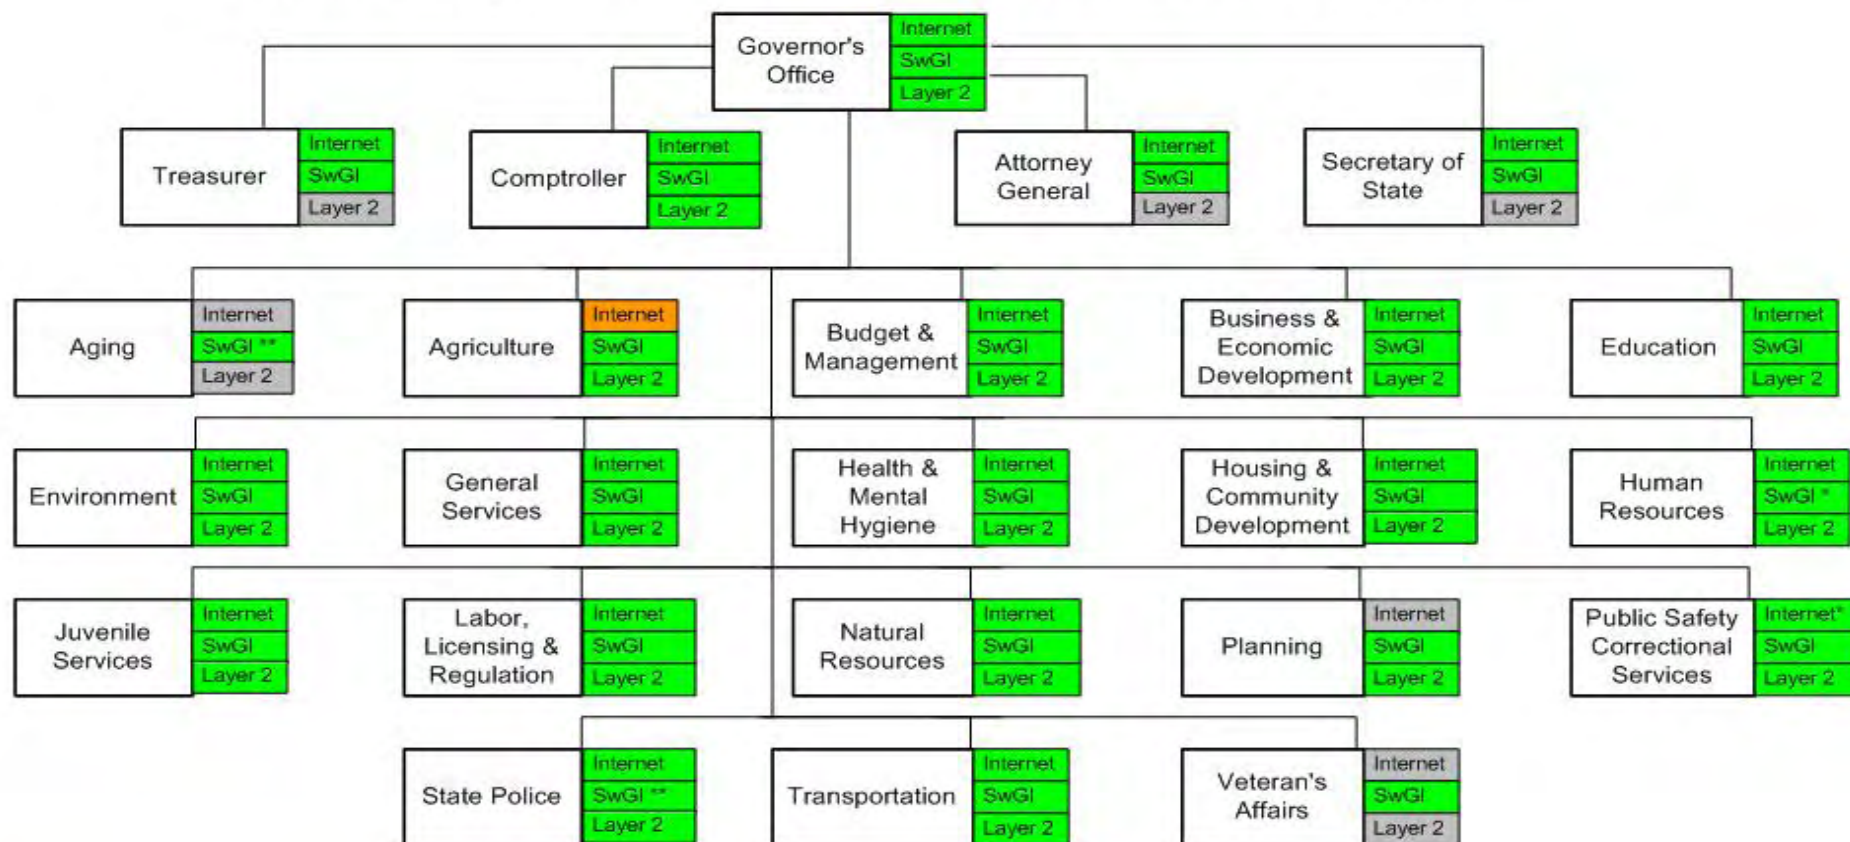 Governor's
Office
Internet
SwGI
Layer 2
Treasurer
Internet
SwGI
Layer 2
Comptroller
Internet
SwGI
Layer 2
Attorney
General
Internet
SwGI
Layer 2
Secretary of
State
Internet
SwGI
Layer 2
Aging
Internet
SwGI **
Layer 2
Agriculture
Internet
SwGI
Layer 2
Budget &
Management
Internet
SwGI
Layer 2
Business &
Economic
Development
Internet
SwGI
Layer 2
Education
Internet
SwGI
Layer 2
Environment
Internet
SwGI
Layer 2
General
Services
Internet
SwGI
Layer 2
Health &
Mental
Hygiene
Internet
SwGI
Layer 2
Housing &
Community
Development
Internet
SwGI
Layer 2
Human
Resources
Internet
SwGI *
Layer 2
Juvenile
Services
Internet
SwGI
Layer 2
Labor,
Licensing &
Regulation
Internet
SwGI
Layer 2
Natural
Resources
Internet
SwGI
Layer 2
Planning
Internet
SwGI
Layer 2
Public Safety
Correctional
Services
Internet*
SwGI
Layer 2
State Police
Internet
SwGI **
Layer 2
Transportation
Internet
SwGI
Layer 2
Veteran's
Affairs
Internet
SwGI
Layer 2